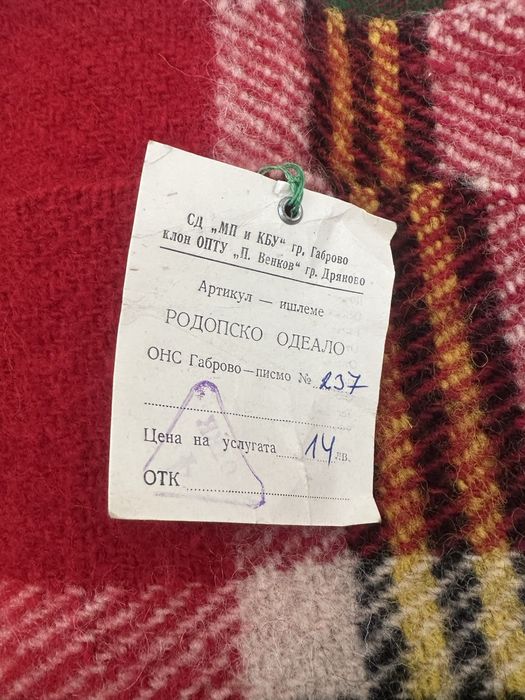 СД „МП и КБУ“ гр. Габрово
клон ОПТУ „П. Венков“ гр. Дряново
Артикул — ишлеме
РОДОПСКО ОДЕАЛО
ОНС Габрово—писмо № 237
Цена на услугата 14 лв.
ОТК